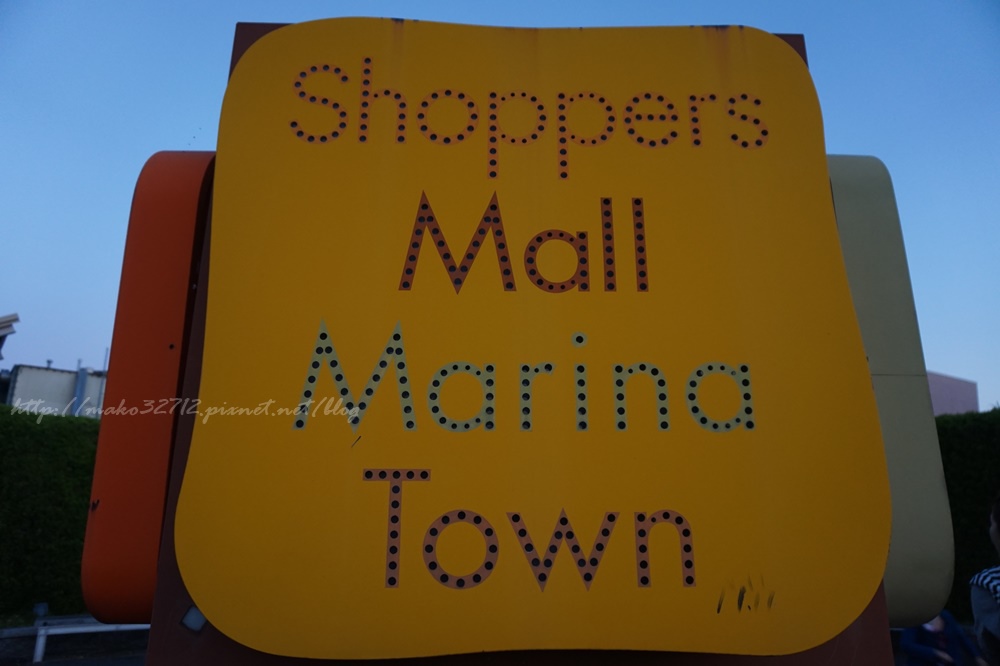 Shoppers
Mall
Marina
Town
http://mako32712.pixnet.net/blog